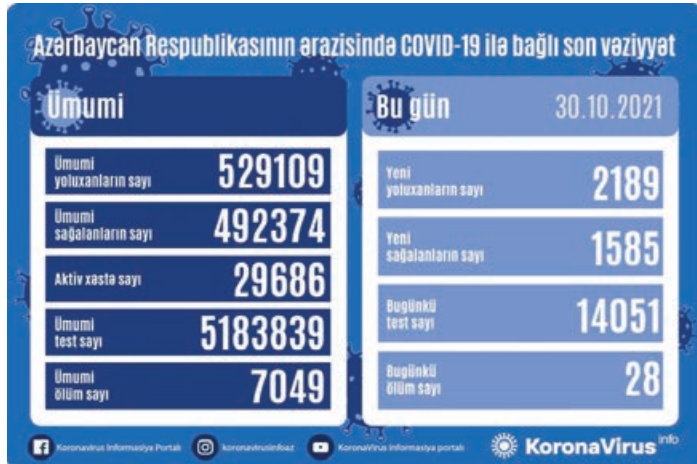 Azərbaycan Respublikasının ərazisində COVID-19 ilə bağlı son vəziyyət
Ümumi
Ümumi
yoluxanların sayı
529109
Ümumi
sağalanların sayı
492374
Aktiv xəstə sayı
29686
Ümumi
test sayı
5183839
Ümumi
ölüm sayı
7049
Bu gün
30.10.2021
Yeni
yoluxanların sayı
2189
Yeni
sağalanların sayı
1585
Bugünkü
test sayı
14051
Bugünkü
ölüm sayı
28
Koronavirus İnformasiya Portalı
koronavirusinfoaz
KoronaVirus informasiya portalı
KoronaVirus info